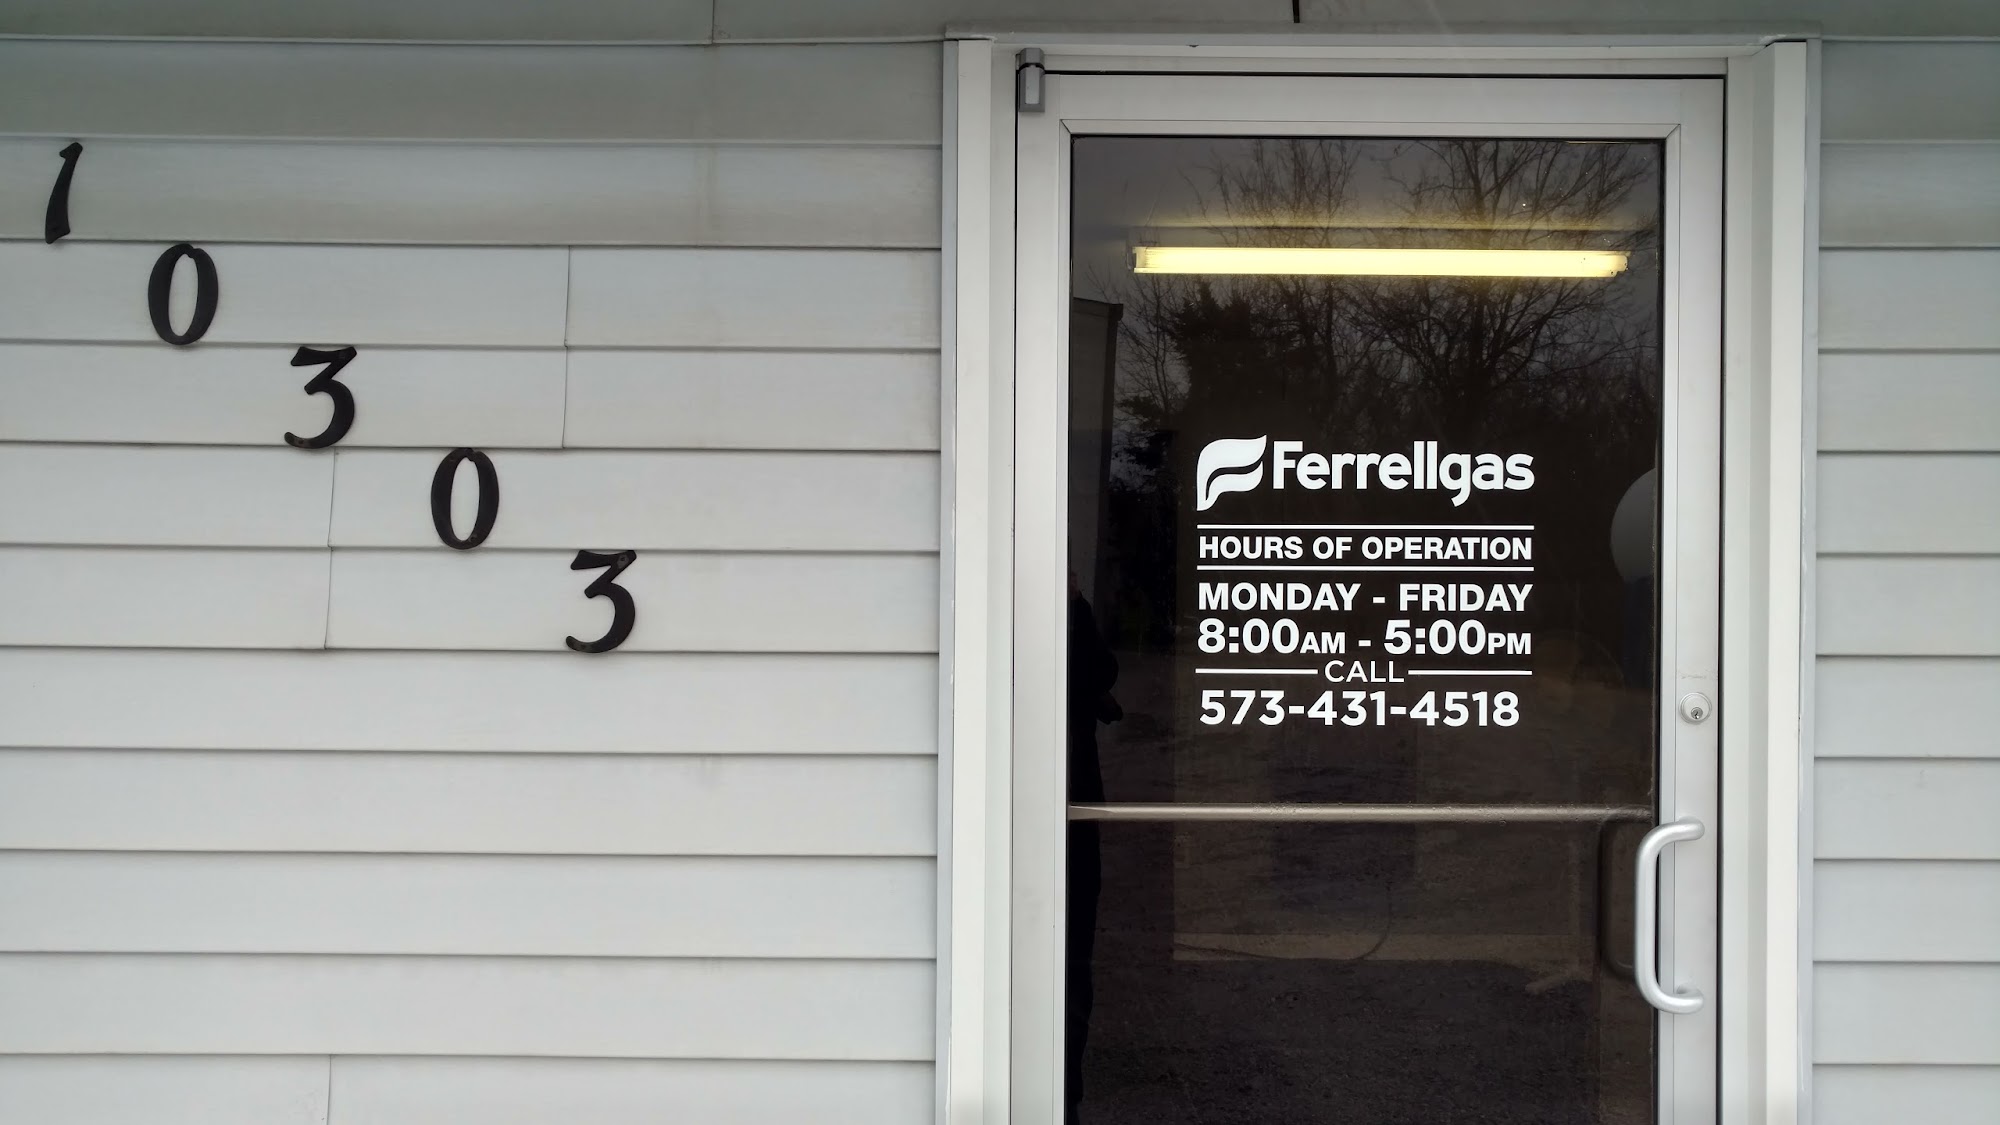 10303
Ferrellgas
HOURS OF OPERATION
MONDAY - FRIDAY
8:00AM - 5:00PM
CALL
573-431-4518